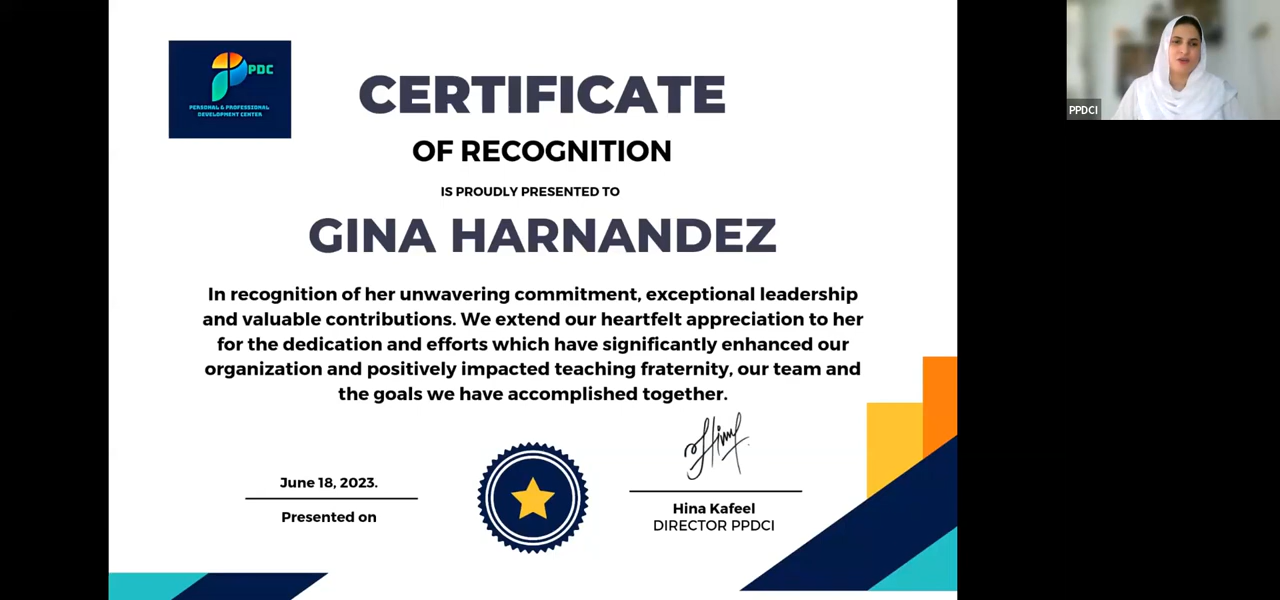 PDC
PERSONAL & PROFESSIONAL
DEVELOPMENT CENTER
CERTIFICATE
OF RECOGNITION
IS PROUDLY PRESENTED TO
GINA HARNANDEZ
In recognition of her unwavering commitment, exceptional leadership
and valuable contributions. We extend our heartfelt appreciation to her
for the dedication and efforts which have significantly enhanced our
organization and positively impacted teaching fraternity, our team and
the goals we have accomplished together.
June 18, 2023.
Presented on
Hina Kafeel
DIRECTOR PPDCI
PPDCI